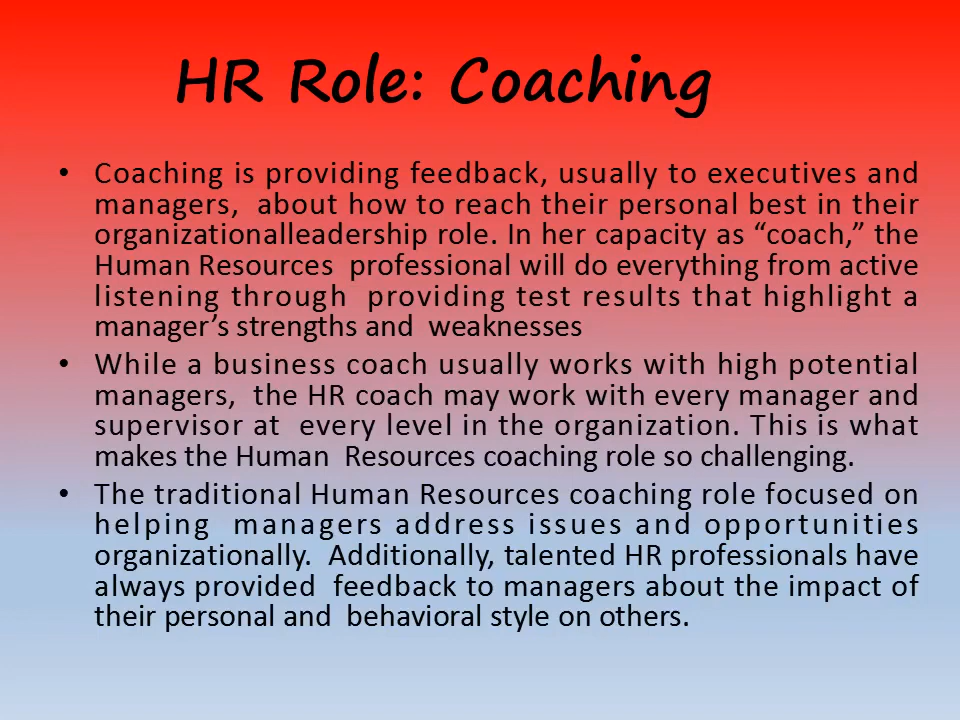 HR Role: Coaching
• Coaching is providing feedback, usually to executives and
managers, about how to reach their personal best in their
organizationalleadership role. In her capacity as “coach,” the
Human Resources professional will do everything from active
listening through providing test results that highlight a
manager’s strengths and weaknesses
• While a business coach usually works with high potential
managers, the HR coach may work with every manager and
supervisor at every level in the organization. This is what
makes the Human Resources coaching role so challenging.
• The traditional Human Resources coaching role focused on
helping managers address issues and opportunities
organizationally. Additionally, talented HR professionals have
always provided feedback to managers about the impact of
their personal and behavioral style on others.